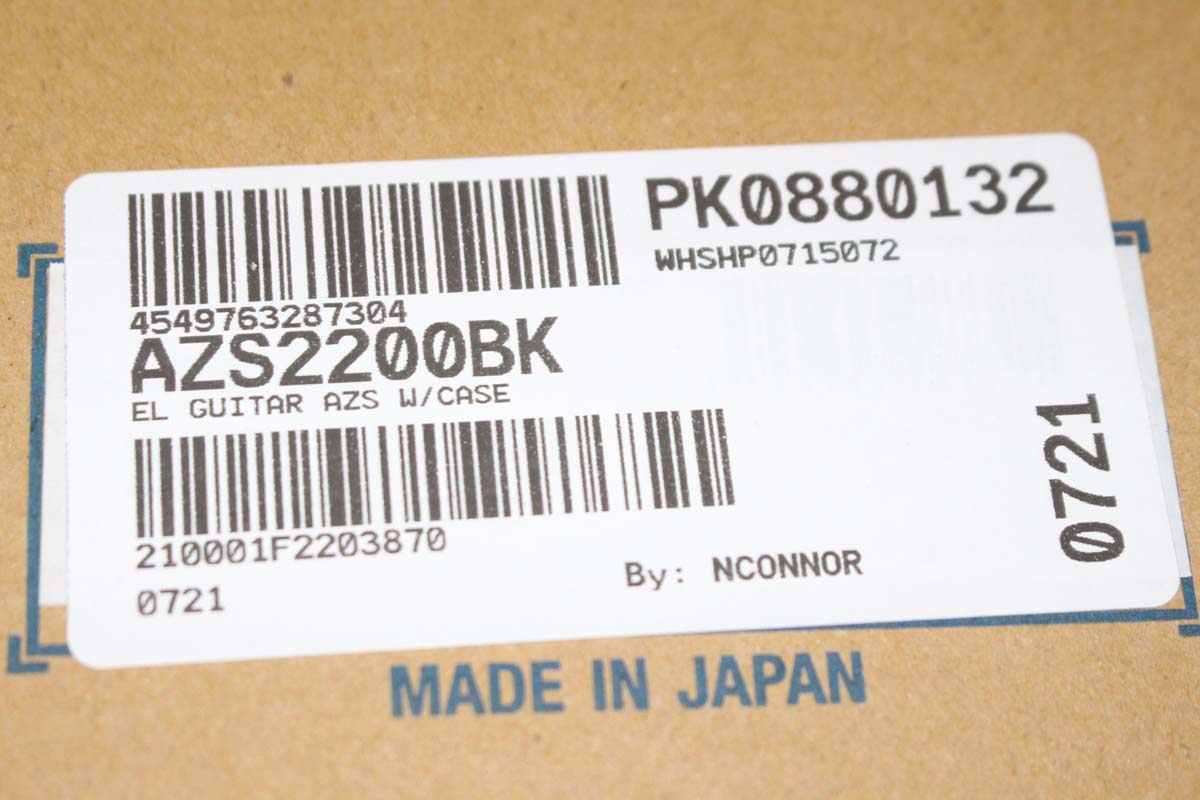 PK0880132
WHSHP0715072
4549763287304
AZS2200BK
EL GUITAR AZS W/CASE
210001F2203870
0721
By: NCONNOR
0721
MADE IN JAPAN